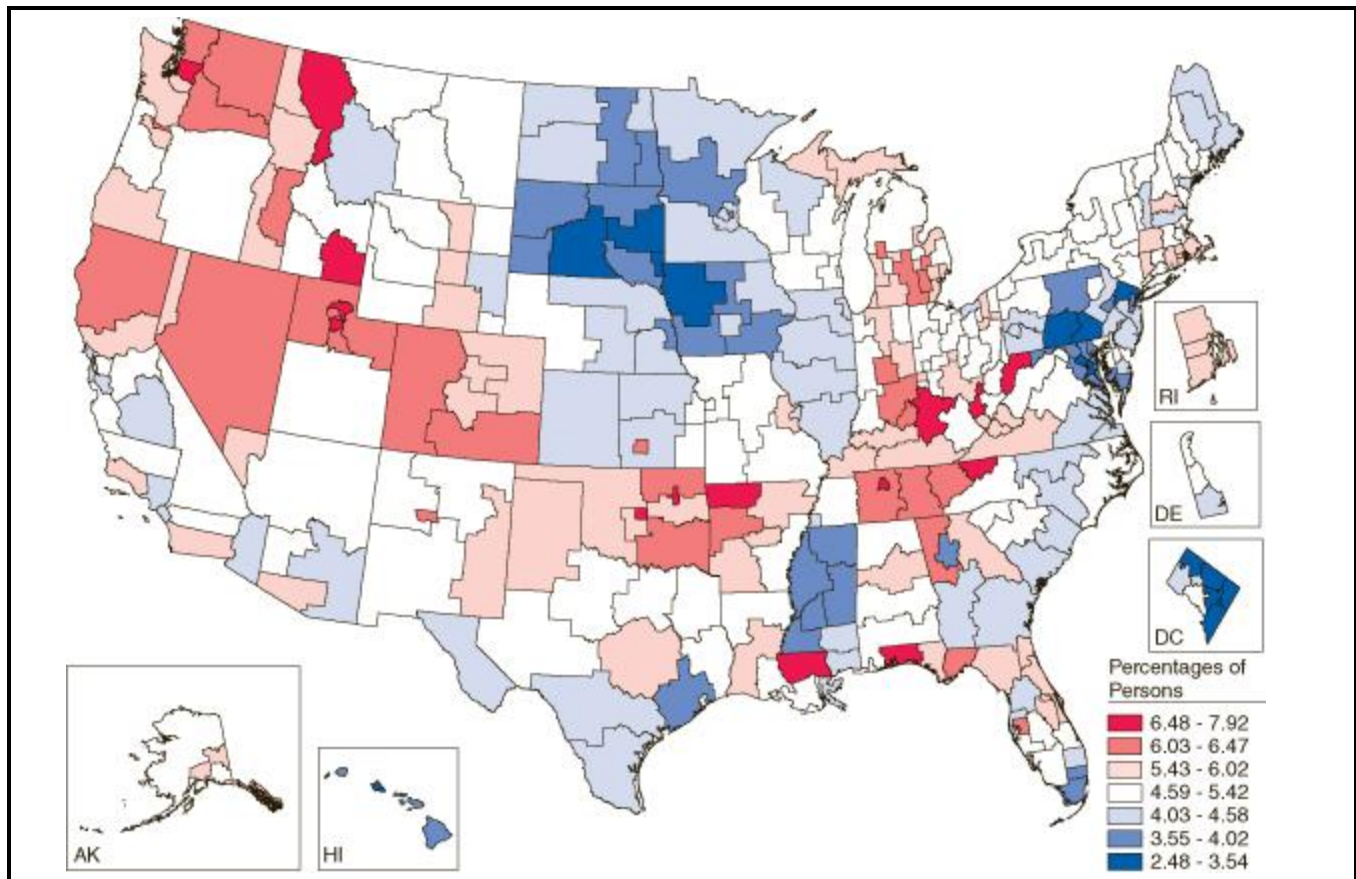 RI
DE
DC
AK
HI
Percentages of
Persons
6.48 - 7.92
6.03 - 6.47
5.43 - 6.02
4.59 - 5.42
4.03 - 4.58
3.55 - 4.02
2.48 - 3.54